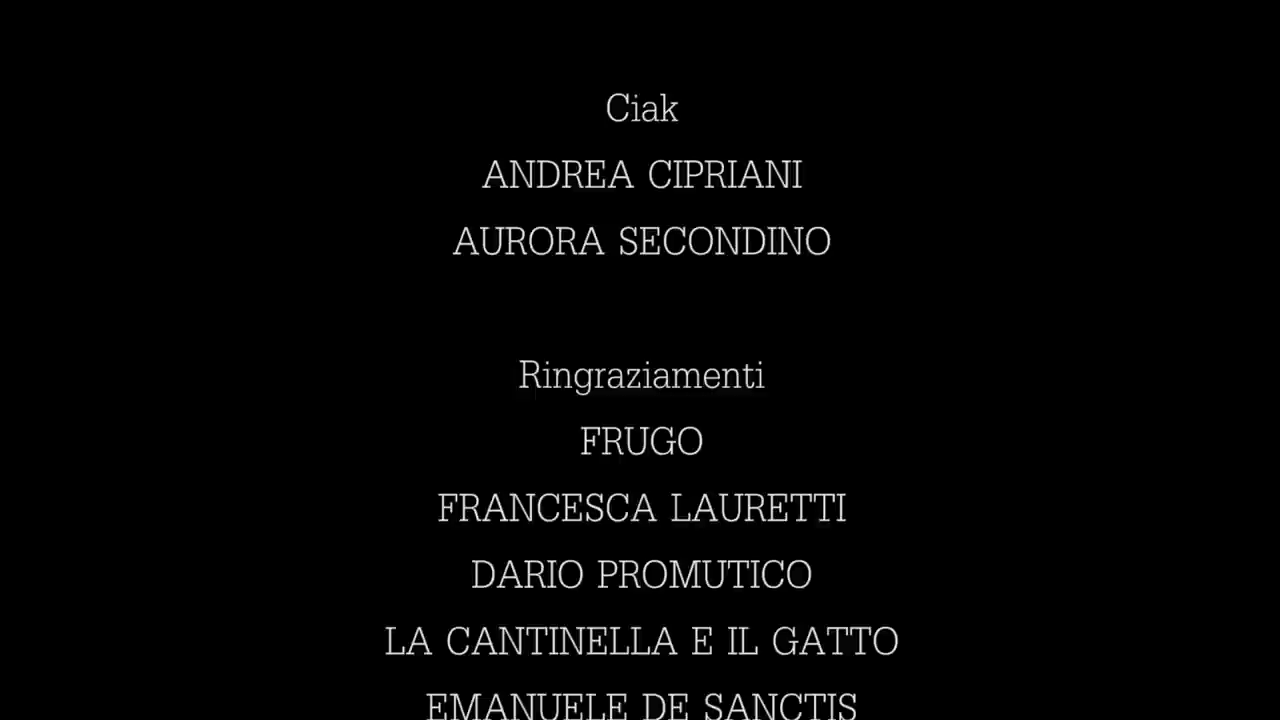 Ciak
ANDREA CIPRIANI
AURORA SECONDINO
Ringraziamenti
FRUGO
FRANCESCA LAURETTI
DARIO PROMUTICO
LA CANTINELLA E IL GATTO
EMANUELE DE SANCTIS